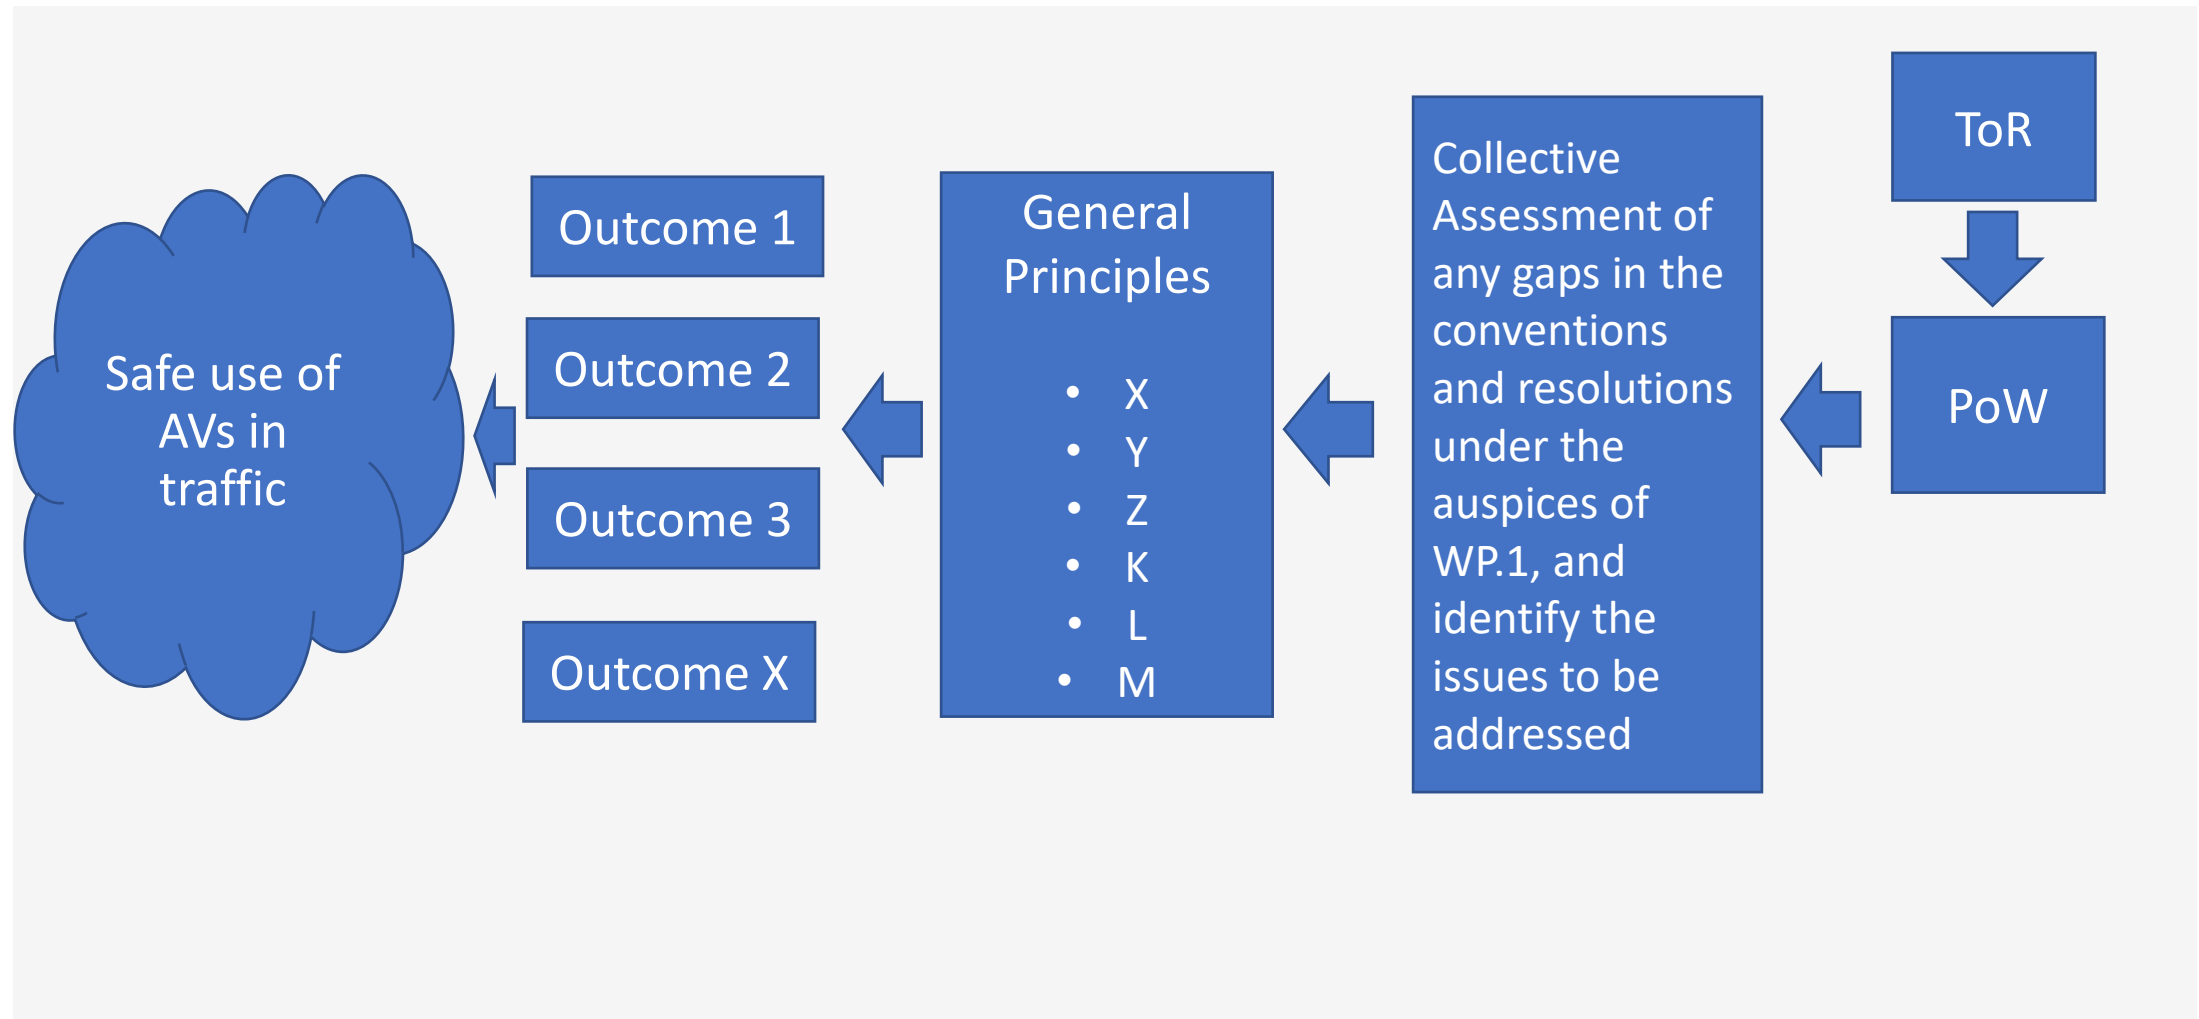 Safe use of
AVs in
traffic
Outcome 1
Outcome 2
Outcome 3
Outcome X
General
Principles
• X
• Y
• Z
• K
• L
• M
Collective
Assessment of
any gaps in the
conventions
and resolutions
under the
auspices of
WP.1, and
identify the
issues to be
addressed
ToR
PoW